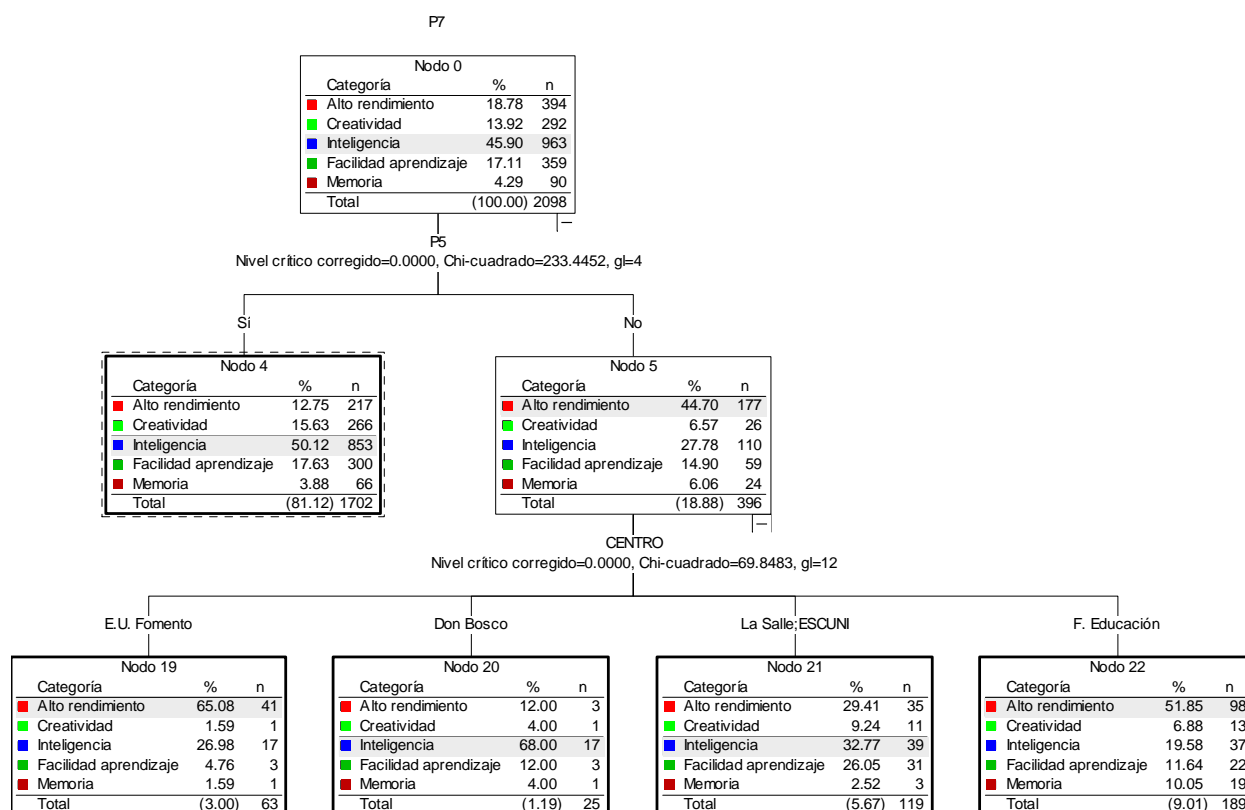 P7
Nodo 0
Categoría % n
Alto rendimiento 18.78 394
Creatividad 13.92 292
Inteligencia 45.90 963
Facilidad aprendizaje 17.11 359
Memoria 4.29 90
Total (100.00) 2098
P5
Nivel crítico corregido=0.0000, Chi-cuadrado=233.4452, gl=4
Sí No
Nodo 4
Categoría % n
Alto rendimiento 12.75 217
Creatividad 15.63 266
Inteligencia 50.12 853
Facilidad aprendizaje 17.63 300
Memoria 3.88 66
Total (81.12) 1702
Nodo 5
Categoría % n
Alto rendimiento 44.70 177
Creatividad 6.57 26
Inteligencia 27.78 110
Facilidad aprendizaje 14.90 59
Memoria 6.06 24
Total (18.88) 396
CENTRO
Nivel crítico corregido=0.0000, Chi-cuadrado=69.8483, gl=12
E.U. Fomento Don Bosco La Salle;ESCUNI F. Educación
Nodo 19
Categoría % n
Alto rendimiento 65.08 41
Creatividad 1.59 1
Inteligencia 26.98 17
Facilidad aprendizaje 4.76 3
Memoria 1.59 1
Total (3.00) 63
Nodo 20
Categoría % n
Alto rendimiento 12.00 3
Creatividad 4.00 1
Inteligencia 68.00 17
Facilidad aprendizaje 12.00 3
Memoria 4.00 1
Total (1.19) 25
Nodo 21
Categoría % n
Alto rendimiento 29.41 35
Creatividad 9.24 11
Inteligencia 32.77 39
Facilidad aprendizaje 26.05 31
Memoria 2.52 3
Total (5.67) 119
Nodo 22
Categoría % n
Alto rendimiento 51.85 98
Creatividad 6.88 13
Inteligencia 19.58 37
Facilidad aprendizaje 11.64 22
Memoria 10.05 19
Total (9.01) 189